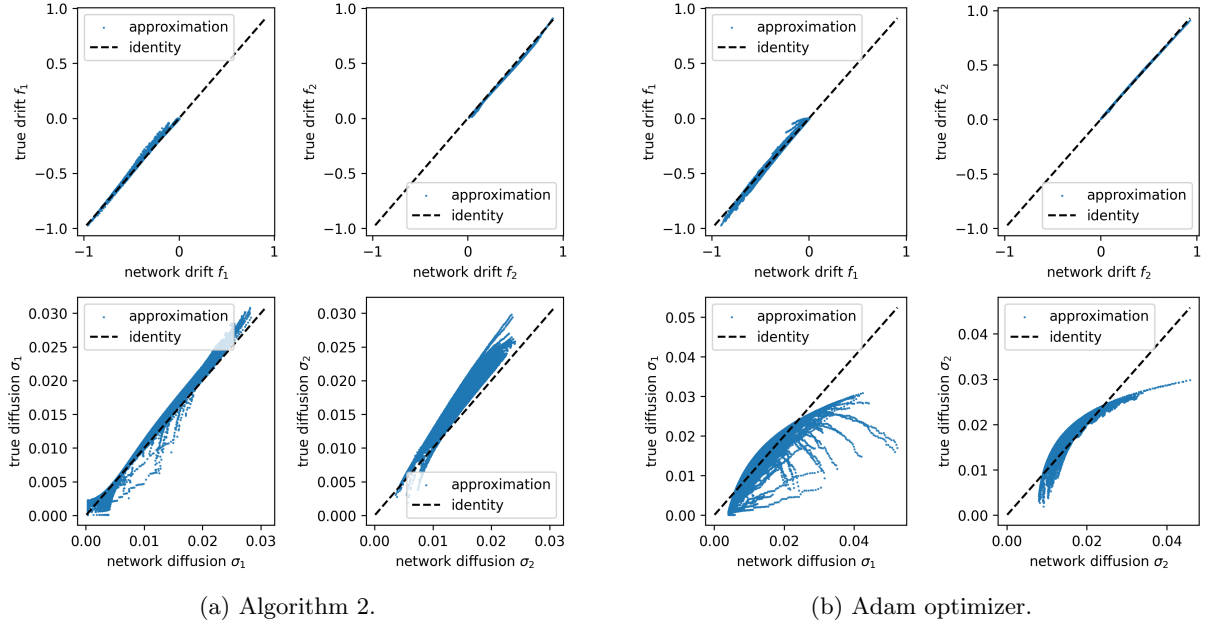 1.0
0.5
0.0
−0.5
−1.0
true drift f1
approximation
identity
−1
0
1
network drift f1
1.0
0.5
0.0
−0.5
−1.0
true drift f2
approximation
identity
−1
0
1
network drift f2
1.0
0.5
0.0
−0.5
−1.0
true drift f1
approximation
identity
−1
0
1
network drift f1
1.0
0.5
0.0
−0.5
−1.0
true drift f2
approximation
identity
−1
0
1
network drift f2
0.030
0.025
0.020
0.015
0.010
0.005
0.000
true diffusion σ1
approximation
identity
0.00
0.01
0.02
0.03
network diffusion σ1
0.030
0.025
0.020
0.015
0.010
0.005
0.000
true diffusion σ2
approximation
identity
0.00
0.01
0.02
0.03
network diffusion σ2
0.05
0.04
0.03
0.02
0.01
0.00
true diffusion σ1
approximation
identity
0.00
0.02
0.04
network diffusion σ1
0.04
0.03
0.02
0.01
0.00
true diffusion σ2
approximation
identity
0.00
0.02
0.04
network diffusion σ2
(a) Algorithm 2.
(b) Adam optimizer.